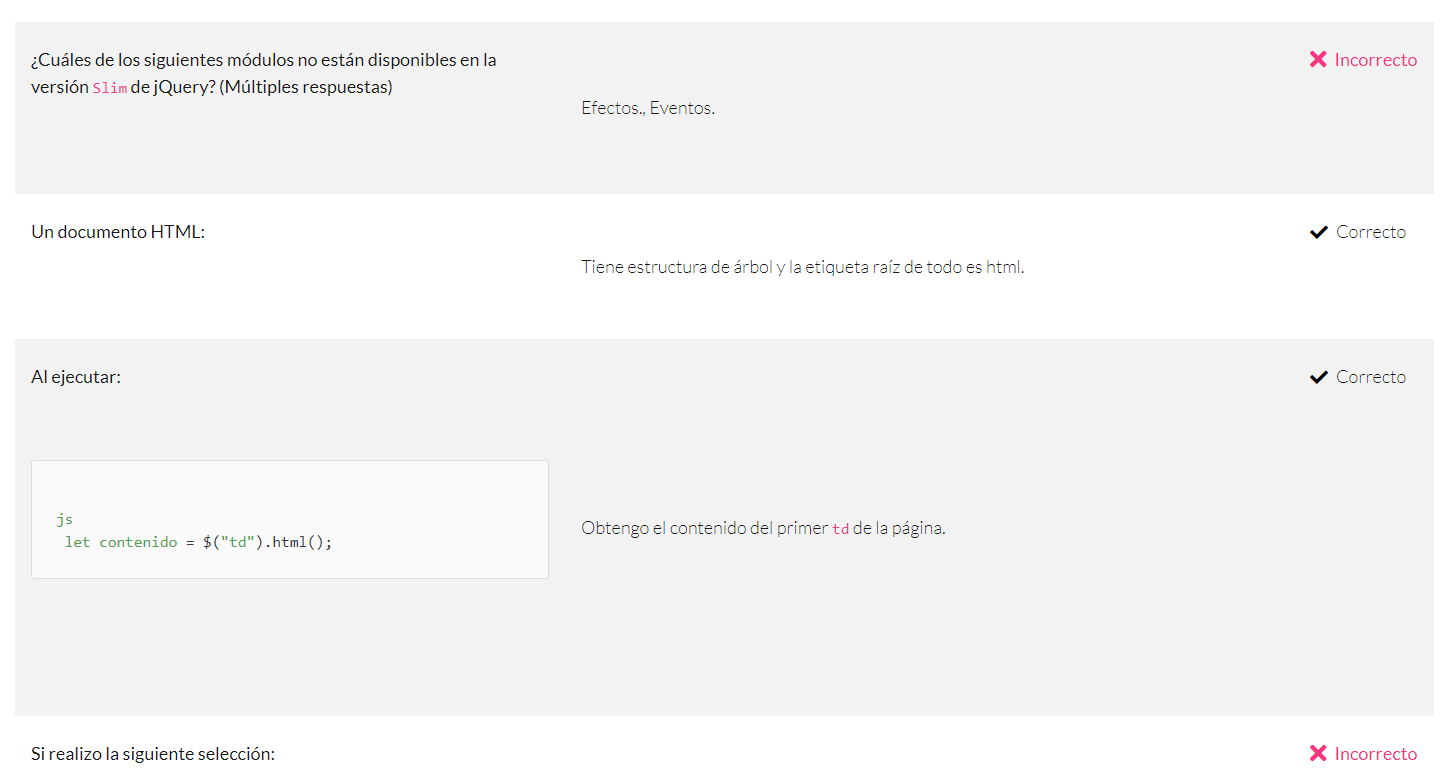 ¿Cuáles de los siguientes módulos no están disponibles en la
versión Slim de jQuery? (Múltiples respuestas)
Incorrecto
Efectos., Eventos.
Un documento HTML:
Correcto
Tiene estructura de árbol y la etiqueta raíz de todo es html.
Al ejecutar:
Correcto
js
let contenido = $("td").html();
Obtengo el contenido del primer td de la página.
Si realizo la siguiente selección:
Incorrecto